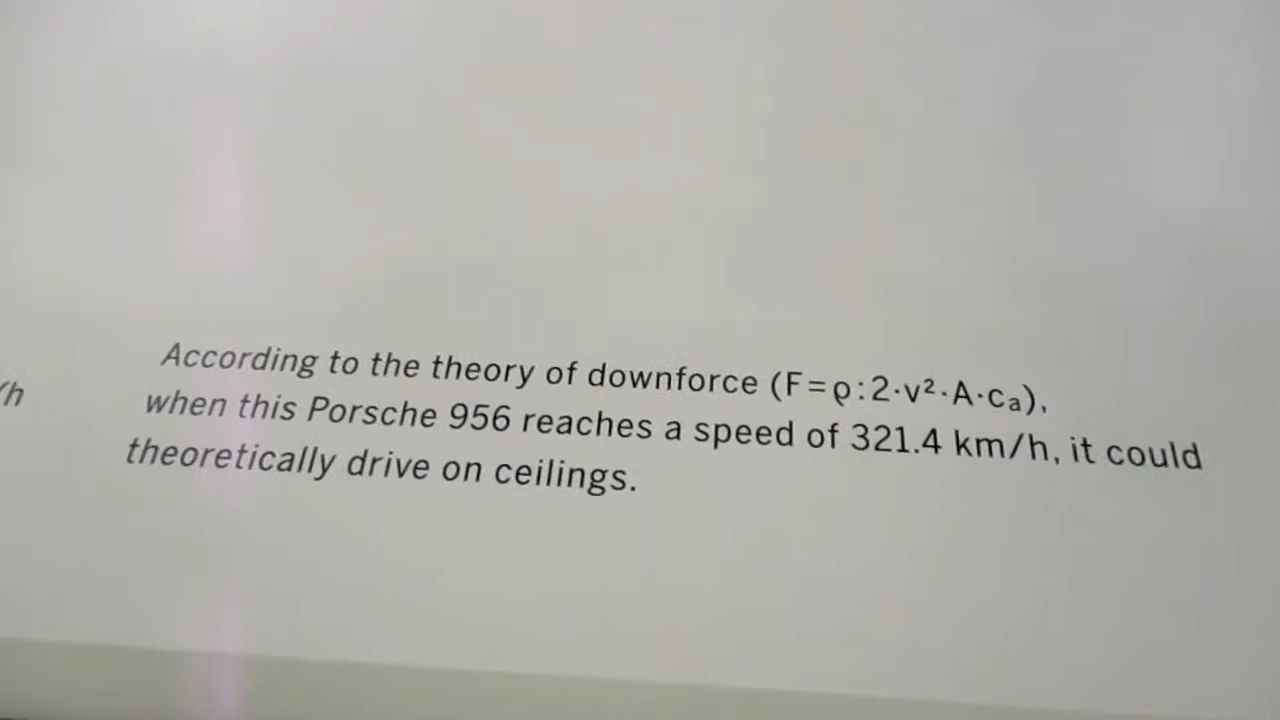 /h
According to the theory of downforce (F=ϱ:2·v²·A·cₐ),
when this Porsche 956 reaches a speed of 321.4 km/h, it could
theoretically drive on ceilings.